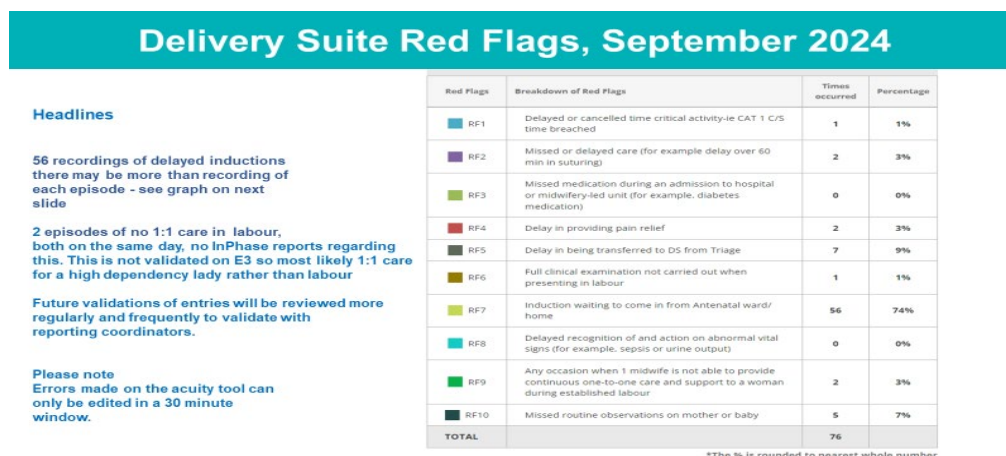 Delivery Suite Red Flags, September 2024
Headlines
56 recordings of delayed inductions
there may be more than recording of
each episode - see graph on next
slide
2 episodes of no 1:1 care in labour,
both on the same day, no InPhase reports regarding
this. This is not validated on E3 so most likely 1:1 care
for a high dependency lady rather than labour
Future validations of entries will be reviewed more
regularly and frequently to validate with
reporting coordinators.
Please note
Errors made on the acuity tool can
only be edited in a 30 minute
window.
Red Flags Breakdown of Red Flags Times occurred Percentage
RF1 Delayed or cancelled time critical activity-ie CAT 1 C/S
time breached 1 1%
RF2 Missed or delayed care (for example delay over 60
min in suturing) 2 3%
RF3 Missed medication during an admission to hospital
or midwifery-led unit (for example, diabetes
medication) 0 0%
RF4 Delay in providing pain relief 2 3%
RF5 Delay in being transferred to DS from Triage 7 9%
RF6 Full clinical examination not carried out when
presenting in labour 1 1%
RF7 Induction waiting to come in from Antenatal ward/
home 56 74%
RF8 Delayed recognition of and action on abnormal vital
signs (for example, sepsis or urine output) 0 0%
RF9 Any occasion when 1 midwife is not able to provide
continuous one-to-one care and support to a woman
during established labour 2 3%
RF10 Missed routine observations on mother or baby 5 7%
TOTAL 76
*The % is rounded to nearest whole number